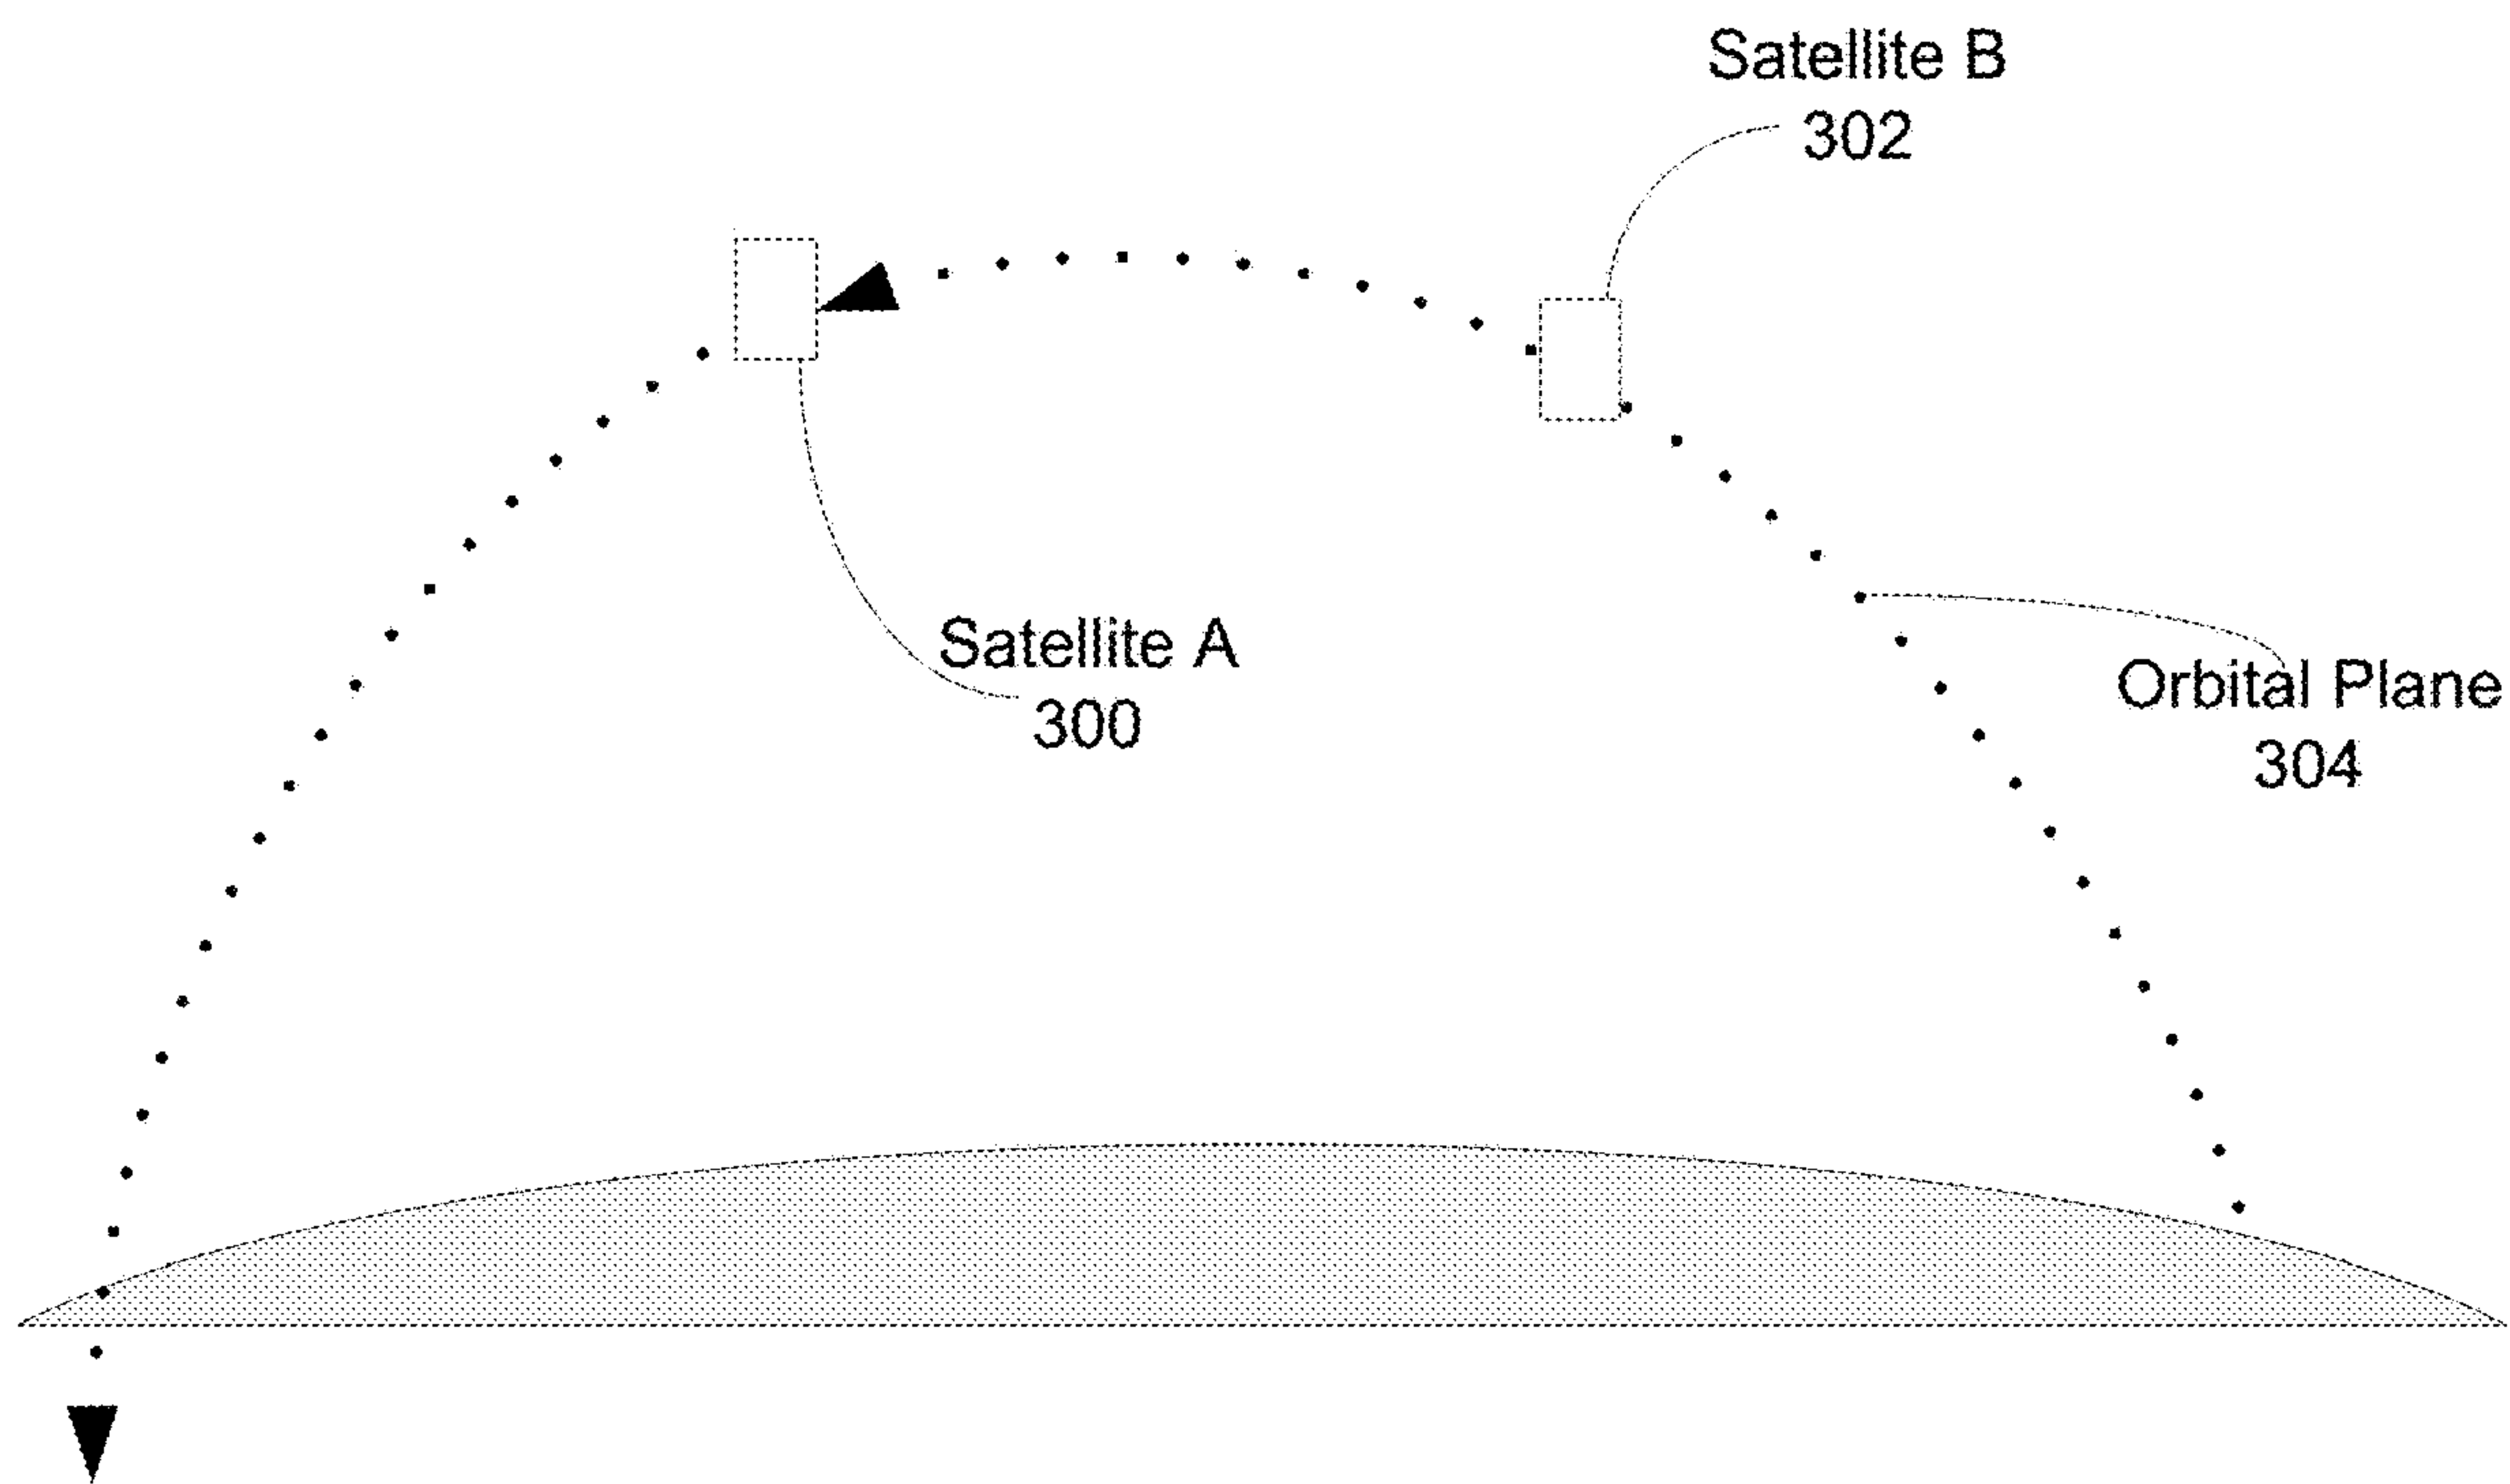 Satellite B
302
Satellite A
300
Orbital Plane
304